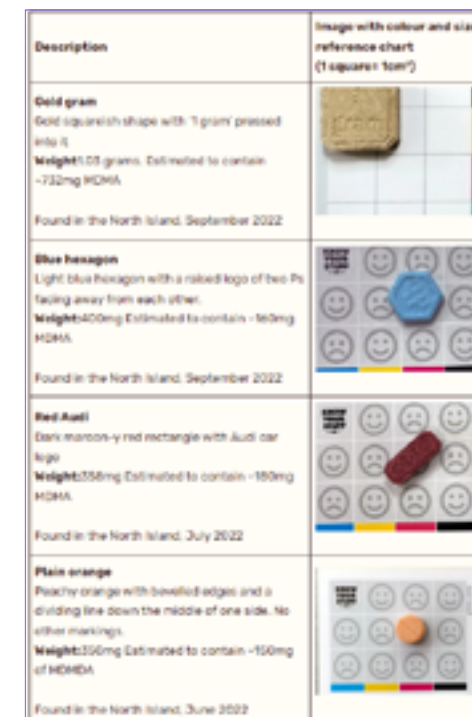 Description
Image with colour and size
reference chart
(1 square = 1cm²)
Gold gram
Gold squareish shape with '1 gram' pressed
into it
Weight:1.03 grams. Estimated to contain
~732mg MDMA
Found in the North Island, September 2022
Blue hexagon
Light blue hexagon with a raised logo of two Ps
facing away from each other.
Weight:400mg Estimated to contain ~160mg
MDMA
Found in the North Island, September 2022
Red Audi
Dark maroon-y red rectangle with Audi car
logo
Weight:358mg Estimated to contain ~180mg
MDMA
Found in the North Island, July 2022
Plain orange
Peachy orange with bevelled edges and a
dividing line down the middle of one side. No
other markings.
Weight:350mg Estimated to contain ~150mg
of MDMDA
Found in the North Island, June 2022